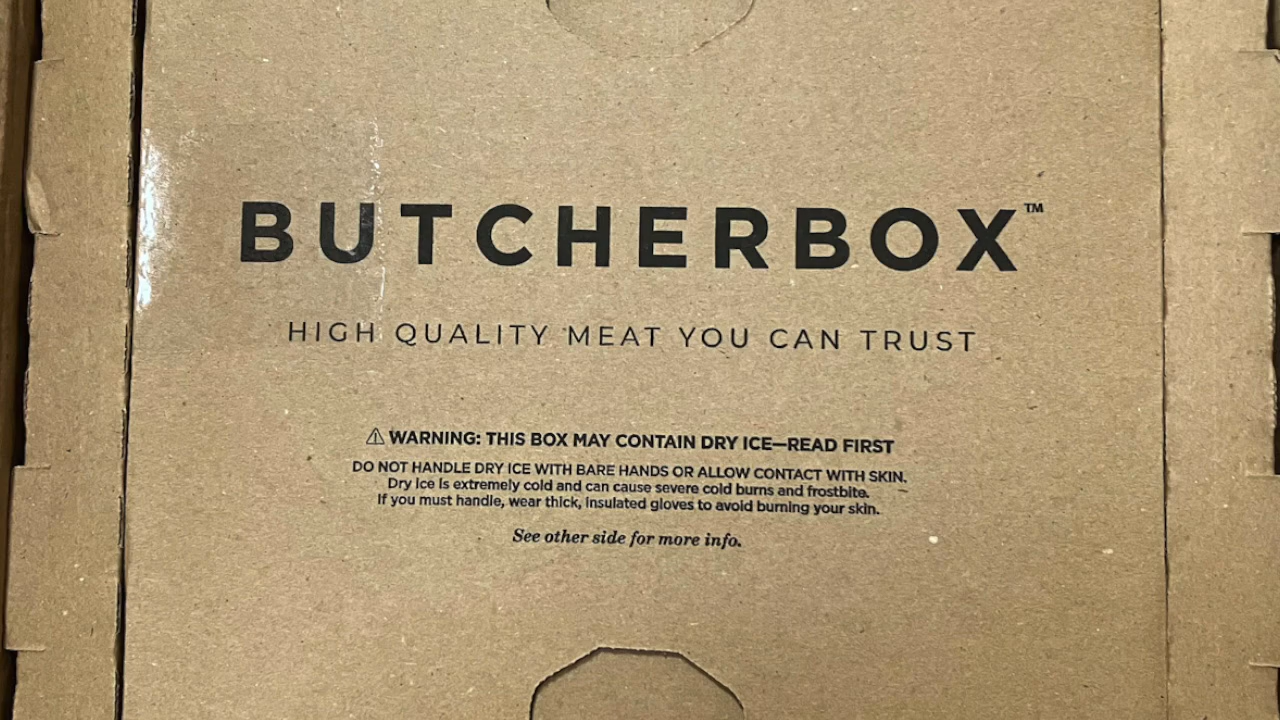 BUTCHERBOX™
HIGH QUALITY MEAT YOU CAN TRUST
⚠ WARNING: THIS BOX MAY CONTAIN DRY ICE—READ FIRST
DO NOT HANDLE DRY ICE WITH BARE HANDS OR ALLOW CONTACT WITH SKIN.
Dry ice is extremely cold and can cause severe cold burns and frostbite.
If you must handle, wear thick, insulated gloves to avoid burning your skin.
See other side for more info.